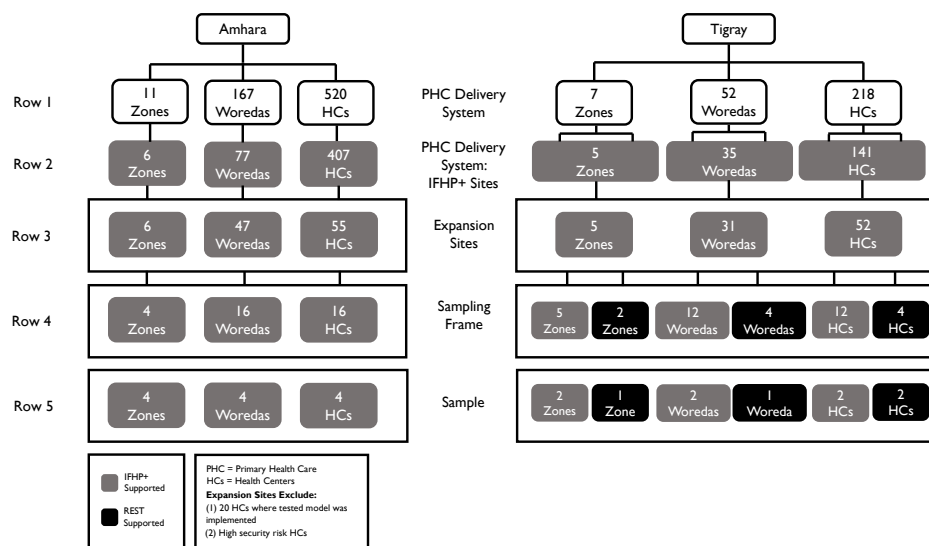 Amhara
Tigray
Row 1
11
Zones
167
Woredas
520
HCs
PHC Delivery
System
7
Zones
52
Woredas
218
HCs
Row 2
6
Zones
77
Woredas
407
HCs
PHC Delivery
System:
IFHP+ Sites
5
Zones
35
Woredas
141
HCs
Row 3
6
Zones
47
Woredas
55
HCs
Expansion
Sites
5
Zones
31
Woredas
52
HCs
Row 4
4
Zones
16
Woredas
16
HCs
Sampling
Frame
5
Zones
2
Zones
12
Woredas
4
Woredas
12
HCs
4
HCs
Row 5
4
Zones
4
Woredas
4
HCs
Sample
2
Zones
1
Zone
2
Woredas
1
Woreda
2
HCs
2
HCs
IFHP+
Supported
REST
Supported
PHC = Primary Health Care
HCs = Health Centers
Expansion Sites Exclude:
(1) 20 HCs where tested model was
implemented
(2) High security risk HCs